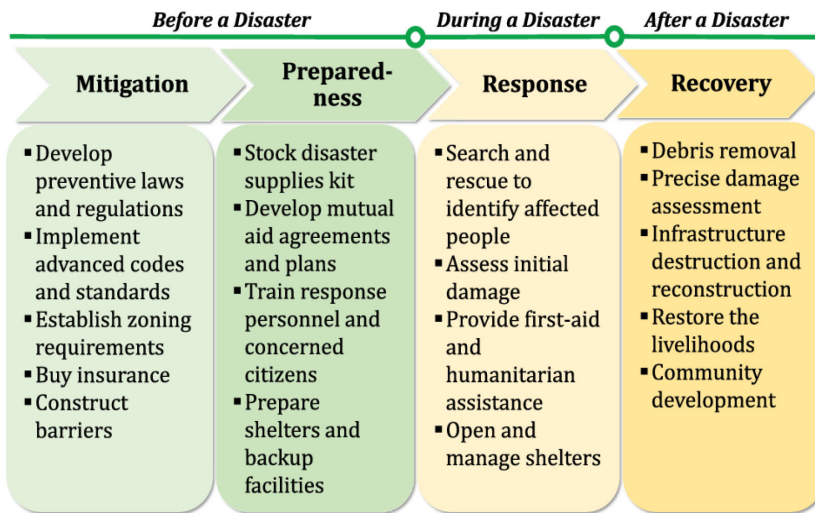 Before a Disaster
During a Disaster
After a Disaster
Mitigation
Prepared-
ness
Response
Recovery
▪ Develop
preventive laws
and regulations
▪ Implement
advanced codes
and standards
▪ Establish zoning
requirements
▪ Buy insurance
▪ Construct
barriers
▪ Stock disaster
supplies kit
▪ Develop mutual
aid agreements
and plans
▪ Train response
personnel and
concerned
citizens
▪ Prepare
shelters and
backup
facilities
▪ Search and
rescue to
identify affected
people
▪ Assess initial
damage
▪ Provide first-aid
and
humanitarian
assistance
▪ Open and
manage shelters
▪ Debris removal
▪ Precise damage
assessment
▪ Infrastructure
destruction and
reconstruction
▪ Restore the
livelihoods
▪ Community
development